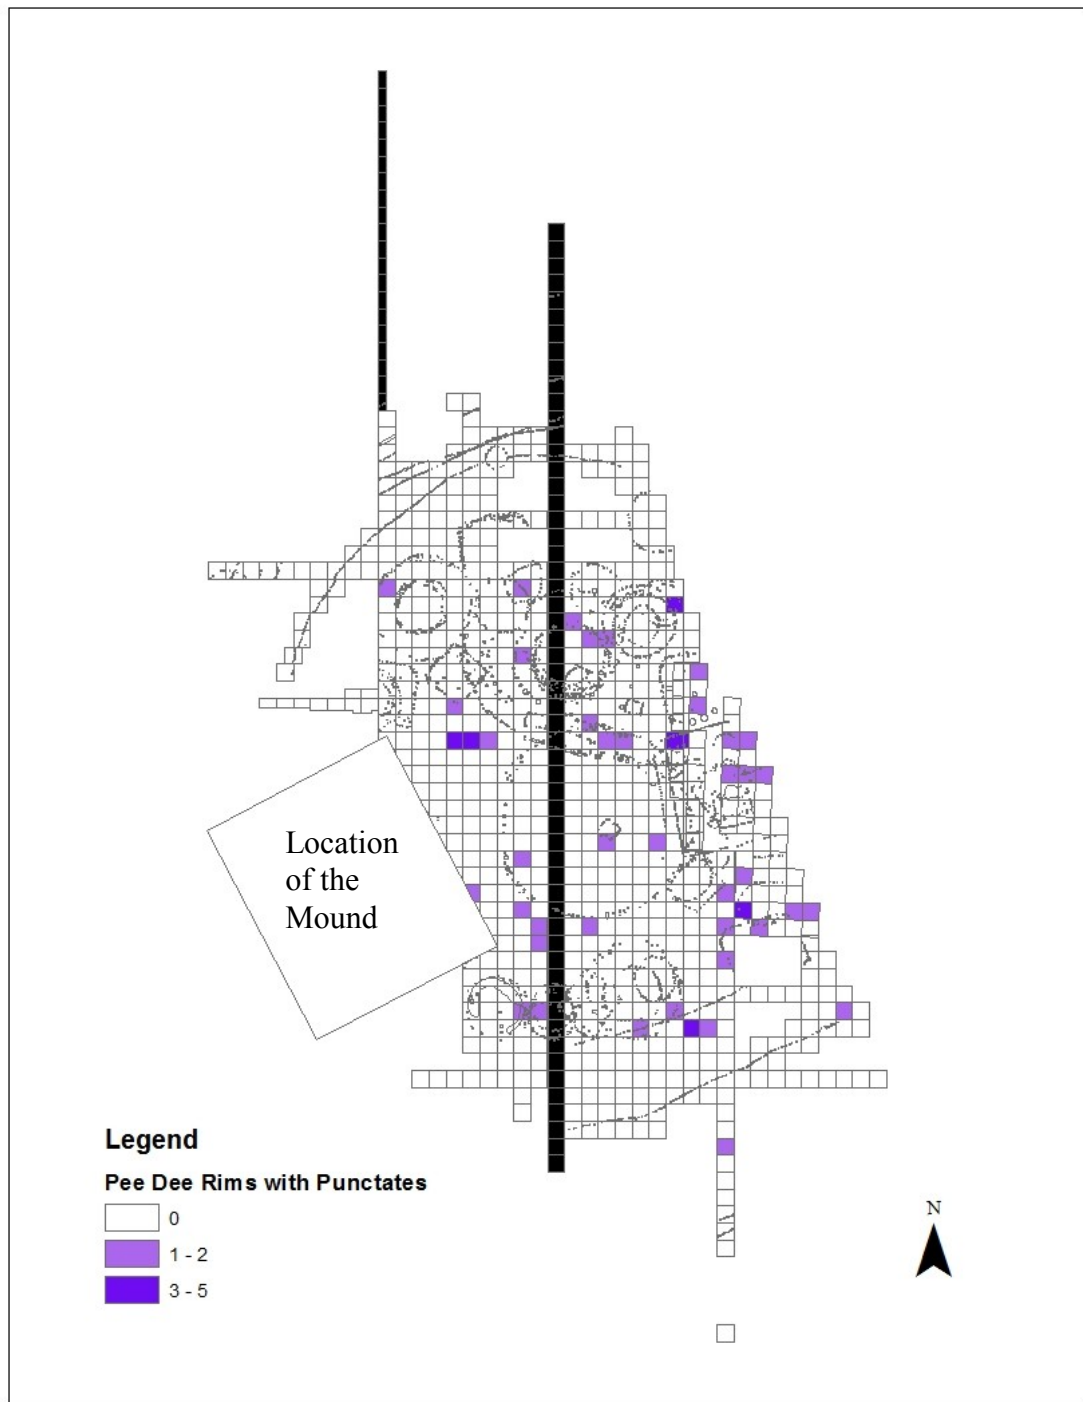 Location
of the
Mound
Legend
Pee Dee Rims with Punctates
0
1 - 2
3 - 5
N